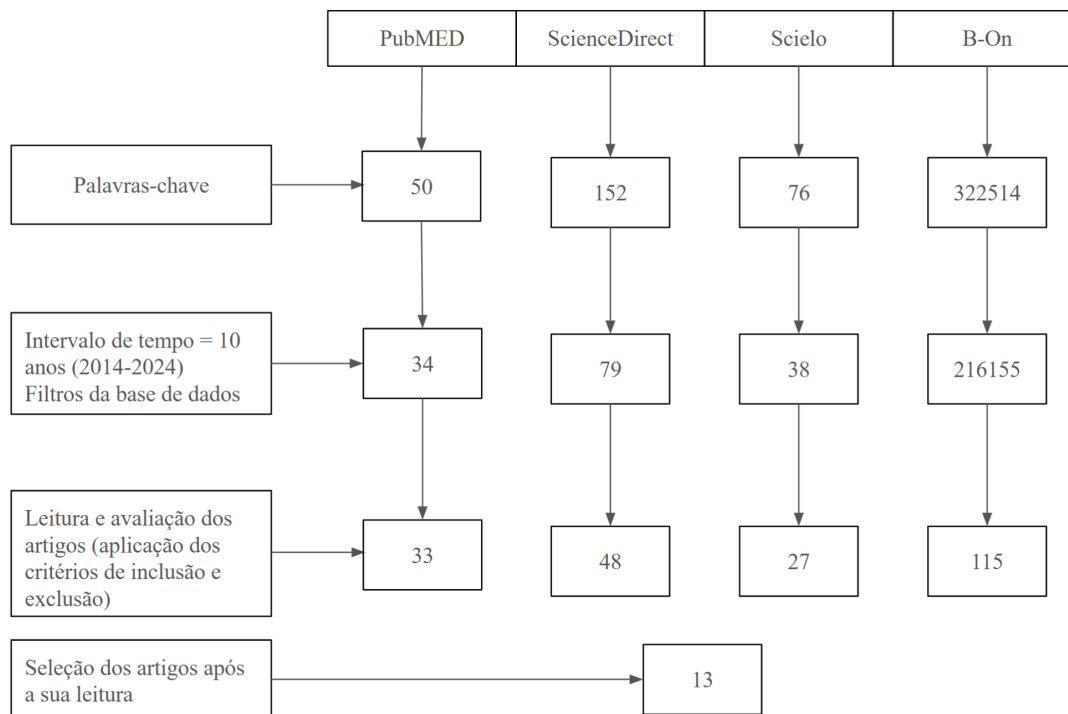 PubMED
ScienceDirect
Scielo
B-On
Palavras-chave
50
152
76
322514
Intervalo de tempo = 10
anos (2014-2024)
Filtros da base de dados
34
79
38
216155
Leitura e avaliação dos
artigos (aplicação dos
critérios de inclusão e
exclusão)
33
48
27
115
Seleção dos artigos após
a sua leitura
13